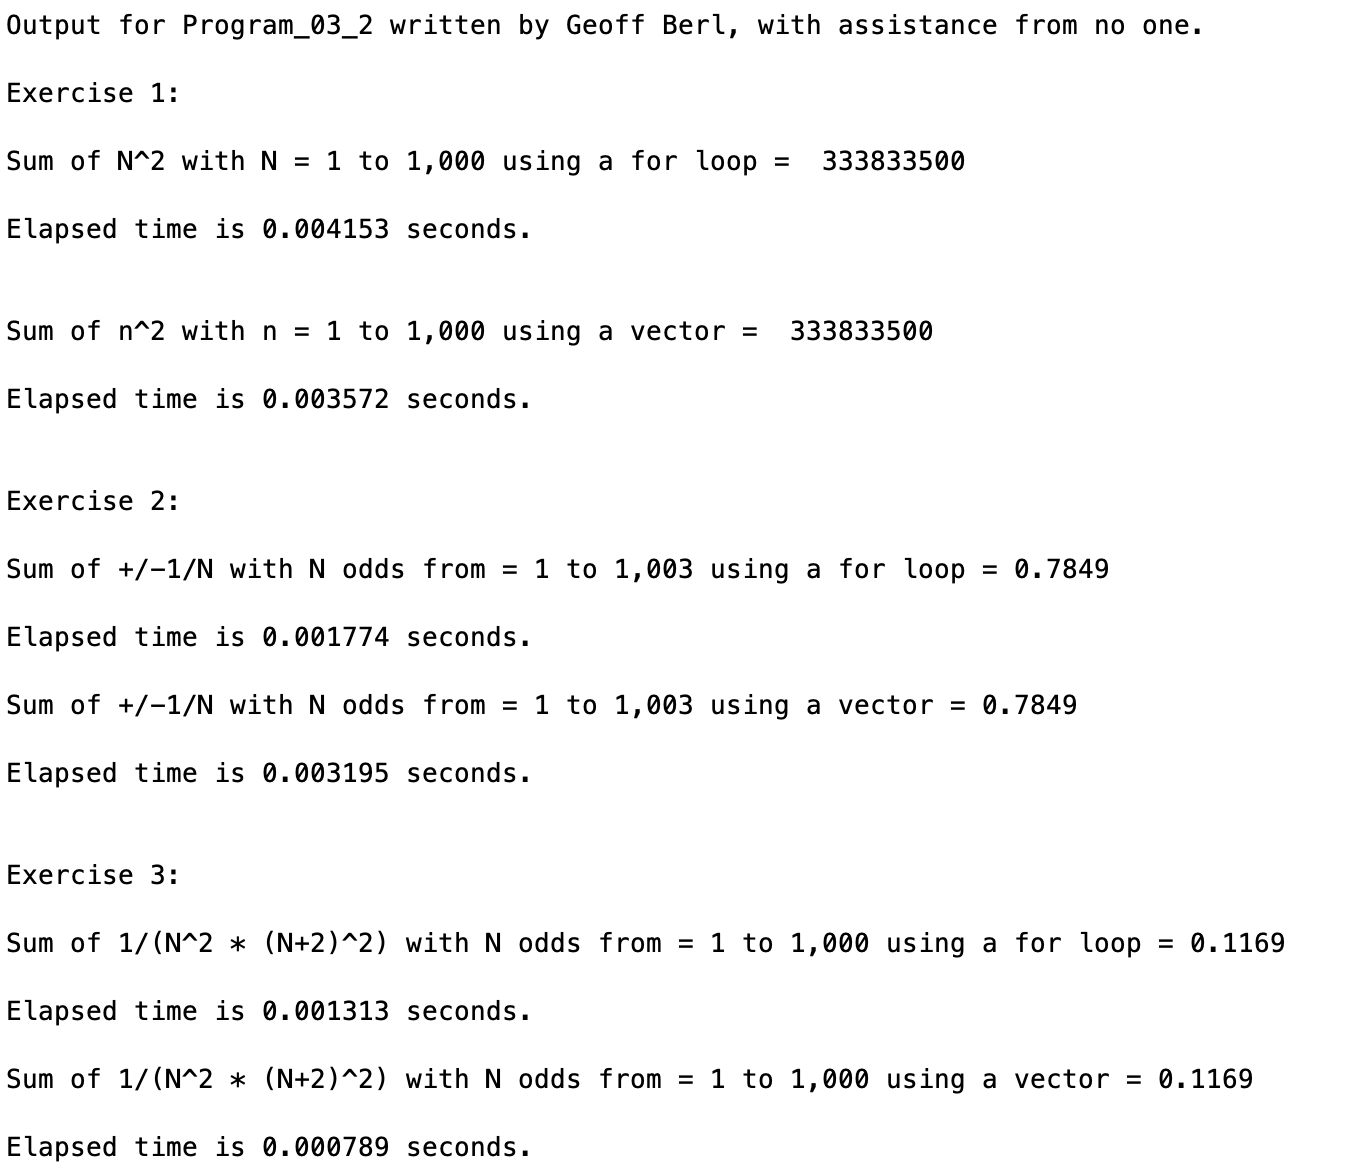 Output for Program_03_2 written by Geoff Berl, with assistance from no one.
Exercise 1:
Sum of N^2 with N = 1 to 1,000 using a for loop =  333833500
Elapsed time is 0.004153 seconds.
Sum of n^2 with n = 1 to 1,000 using a vector =  333833500
Elapsed time is 0.003572 seconds.
Exercise 2:
Sum of +/-1/N with N odds from = 1 to 1,003 using a for loop = 0.7849
Elapsed time is 0.001774 seconds.
Sum of +/-1/N with N odds from = 1 to 1,003 using a vector = 0.7849
Elapsed time is 0.003195 seconds.
Exercise 3:
Sum of 1/(N^2 * (N+2)^2) with N odds from = 1 to 1,000 using a for loop = 0.1169
Elapsed time is 0.001313 seconds.
Sum of 1/(N^2 * (N+2)^2) with N odds from = 1 to 1,000 using a vector = 0.1169
Elapsed time is 0.000789 seconds.